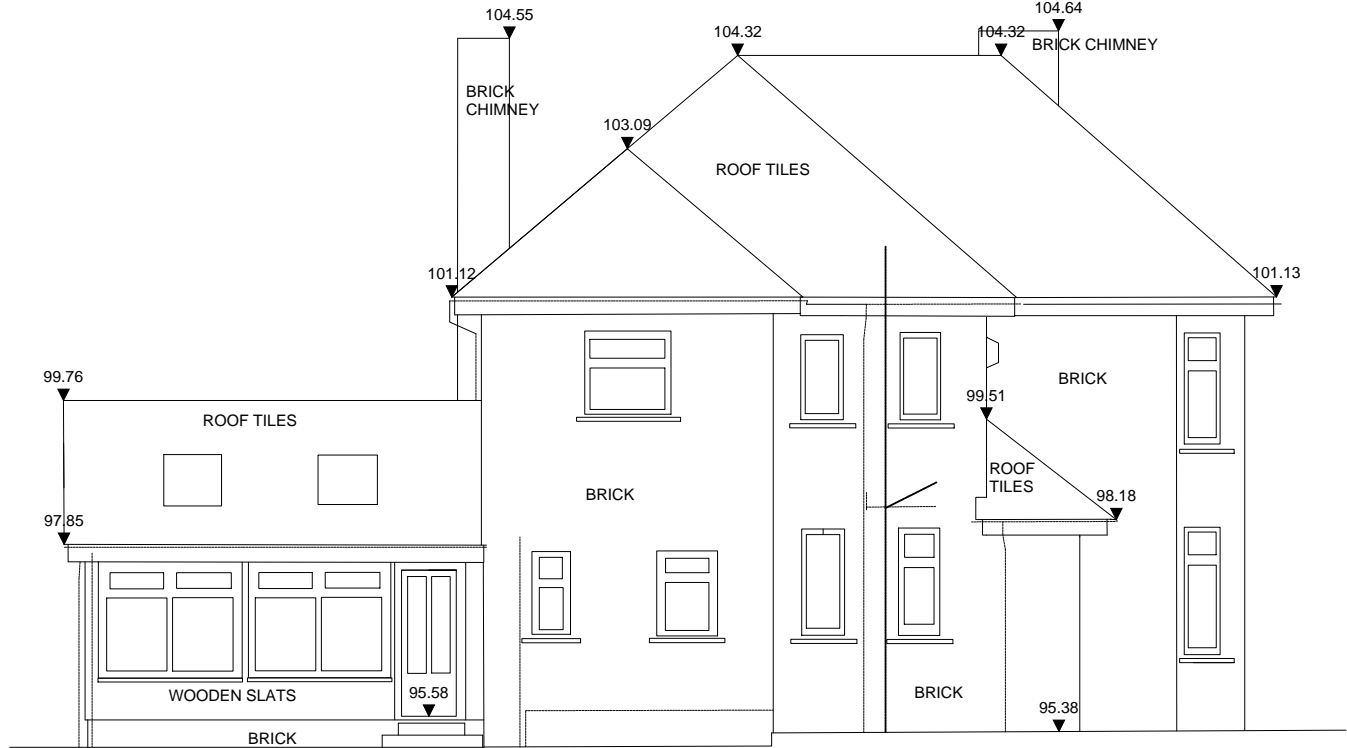 104.55
104.32
104.32
104.64
BRICK CHIMNEY
BRICK
CHIMNEY
103.09
ROOF TILES
101.12
101.13
99.76
ROOF TILES
BRICK
99.51
ROOF
TILES
98.18
BRICK
97.85
WOODEN SLATS
95.58
BRICK
95.38
BRICK